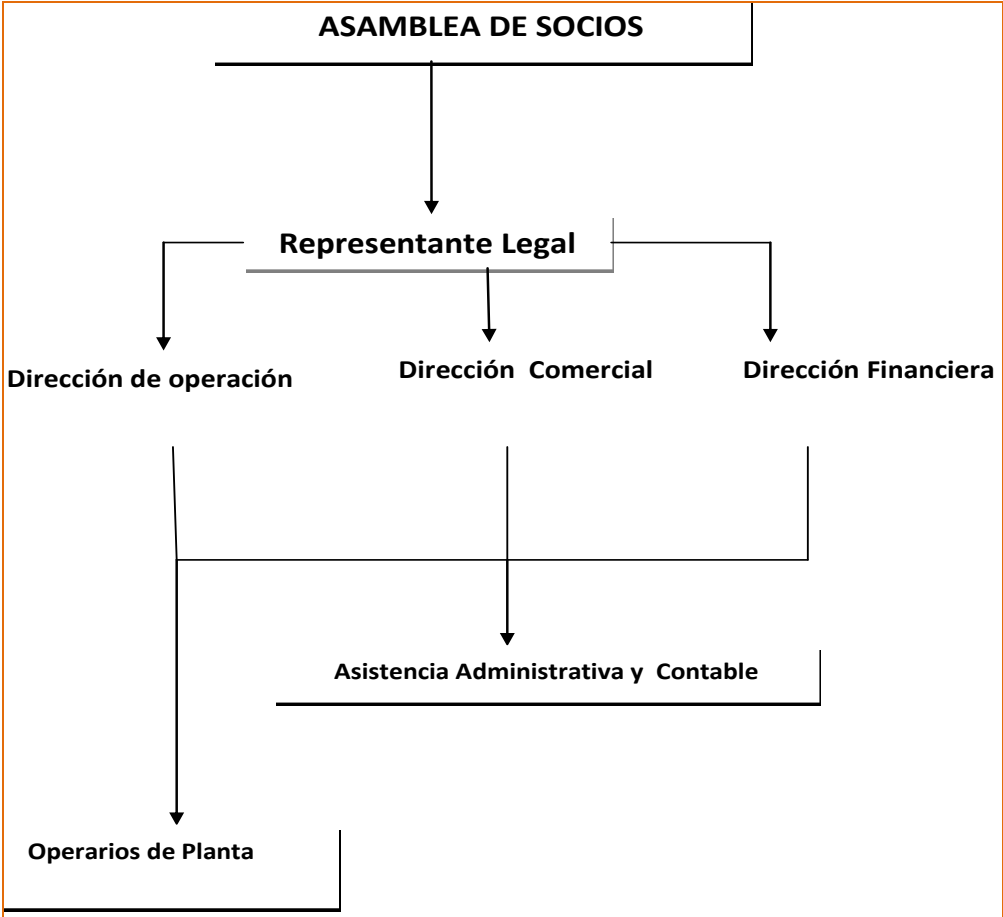 ASAMBLEA DE SOCIOS
Representante Legal
Dirección de operación
Dirección Comercial
Dirección Financiera
Asistencia Administrativa y Contable
Operarios de Planta